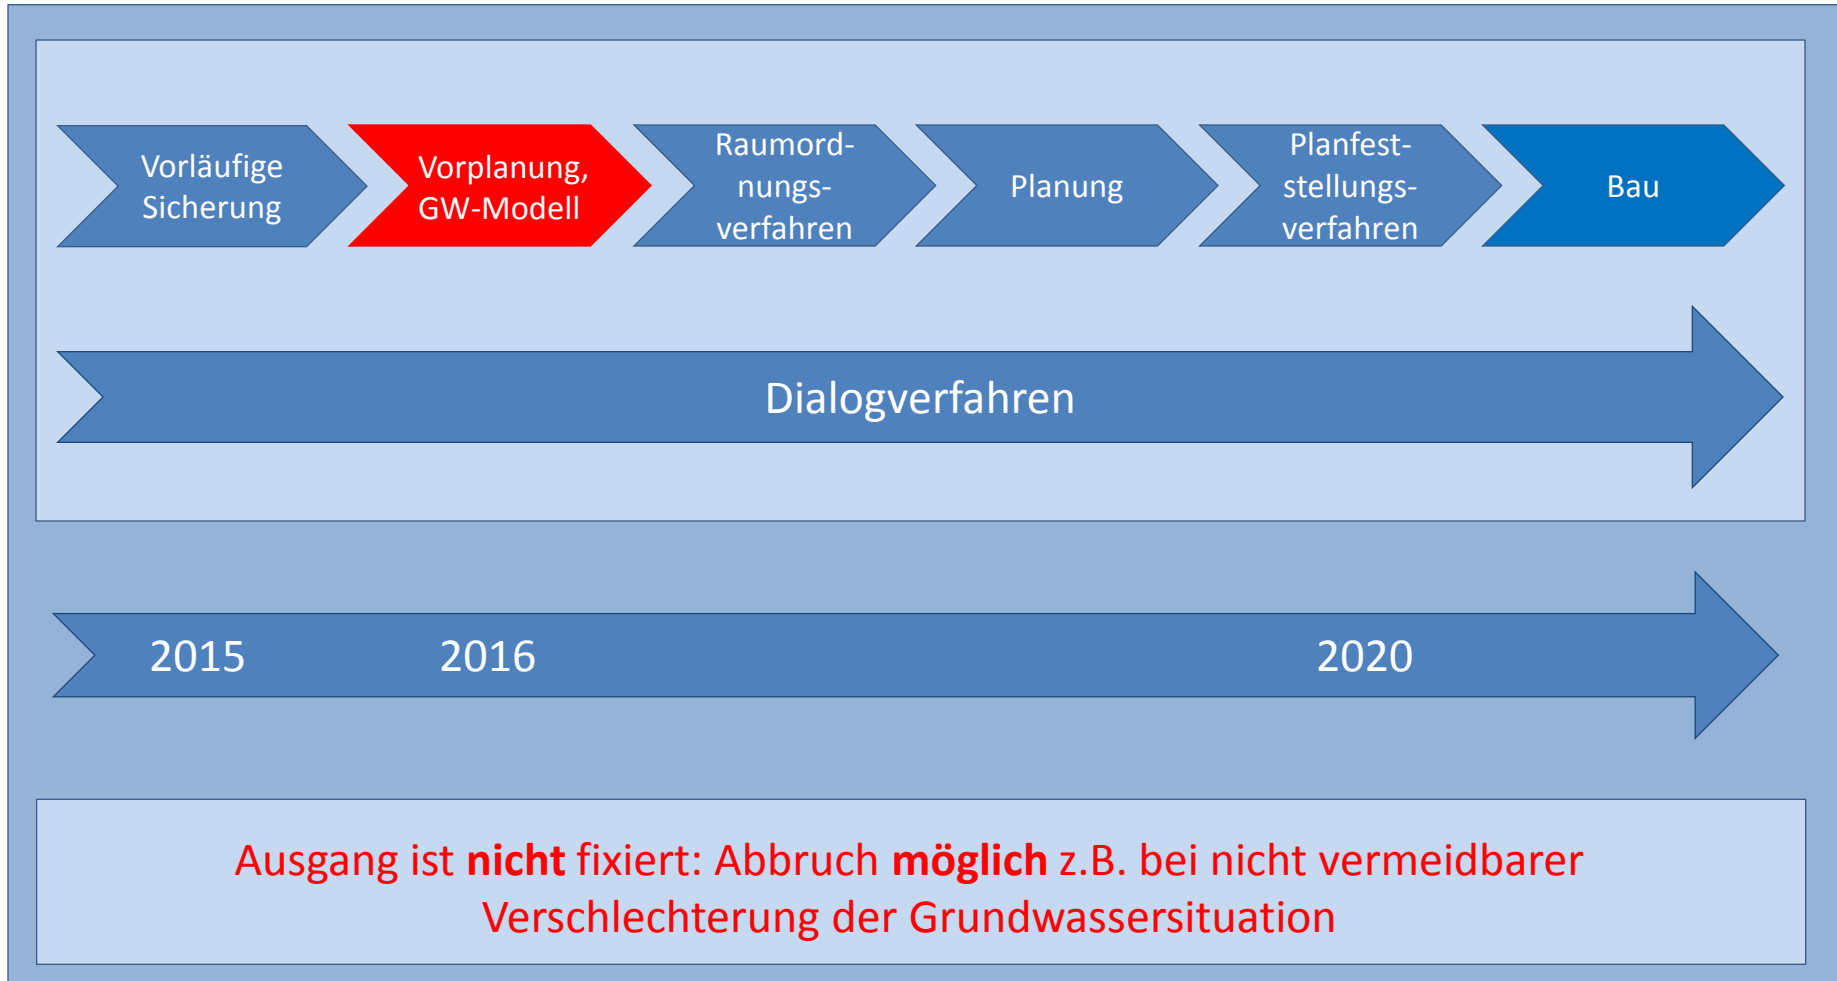 Vorläufige
Sicherung
Vorplanung,
GW-Modell
Raumord-
nungs-
verfahren
Planung
Planfest-
stellungs-
verfahren
Bau
Dialogverfahren
2015 2016 2020
Ausgang ist nicht fixiert: Abbruch möglich z.B. bei nicht vermeidbarer
Verschlechterung der Grundwassersituation